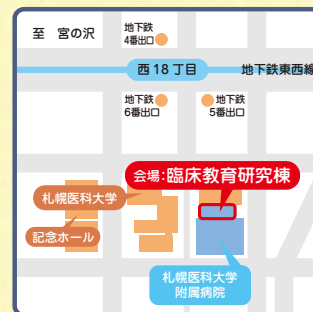 至 宮の沢
地下鉄
4番出口
西18丁目
地下鉄東西線
地下鉄
6番出口
地下鉄
5番出口
会場:臨床教育研究棟
札幌医科大学
記念ホール
札幌医科大学
附属病院